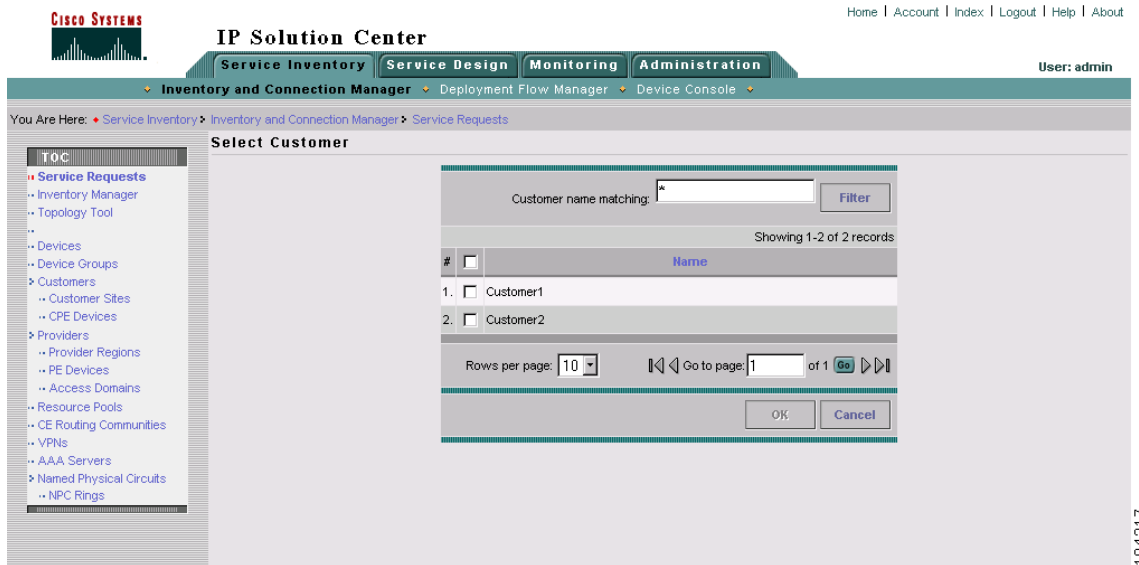 Home | Account | Index | Logout | Help | About
CISCO SYSTEMS
IP Solution Center
Service Inventory Service Design Monitoring Administration
User: admin
Inventory and Connection Manager Deployment Flow Manager Device Console
You Are Here: Service Inventory Inventory and Connection Manager Service Requests
Select Customer
TOC
Service Requests
Inventory Manager
Topology Tool
Devices
Device Groups
Customers
Customer Sites
CPE Devices
Providers
Provider Regions
PE Devices
Access Domains
Resource Pools
CE Routing Communities
VPNs
AAA Servers
Named Physical Circuits
NPC Rings
Customer name matching: * Filter
Showing 1-2 of 2 records
# Name
1. Customer1
2. Customer2
Rows per page: 10 Go to page: 1 of 1 Go
OK Cancel